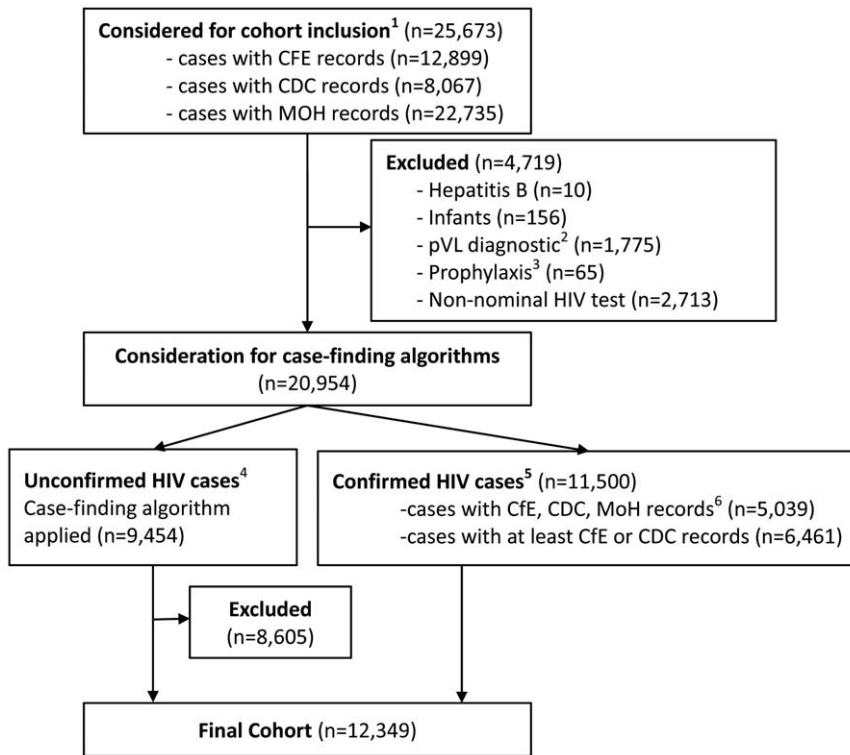 Considered for cohort inclusion¹ (n=25,673)
- cases with CFE records (n=12,899)
- cases with CDC records (n=8,067)
- cases with MOH records (n=22,735)
Excluded (n=4,719)
- Hepatitis B (n=10)
- Infants (n=156)
- pVL diagnostic² (n=1,775)
- Prophylaxis³ (n=65)
- Non-nominal HIV test (n=2,713)
Consideration for case-finding algorithms
(n=20,954)
Unconfirmed HIV cases⁴
Case-finding algorithm
applied (n=9,454)
Confirmed HIV cases⁵ (n=11,500)
-cases with CfE, CDC, MoH records⁶ (n=5,039)
-cases with at least CfE or CDC records (n=6,461)
Excluded
(n=8,605)
Final Cohort (n=12,349)